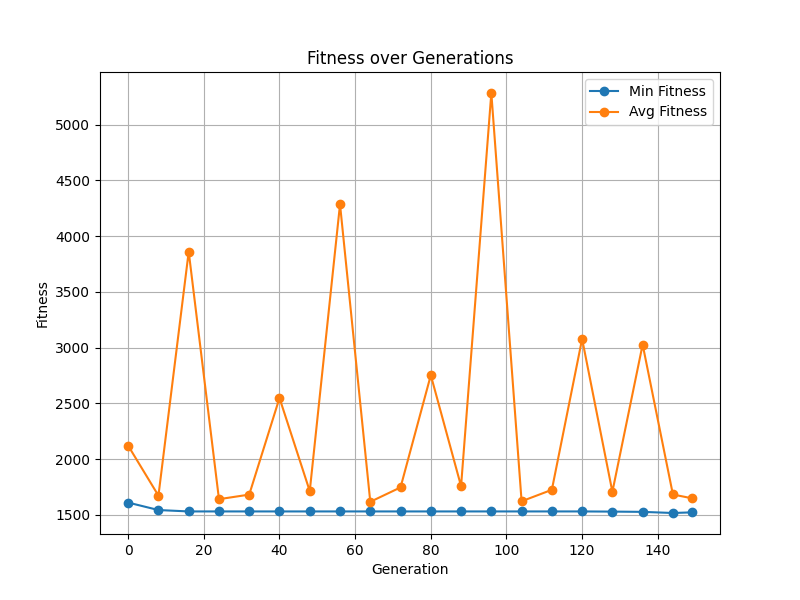 Fitness over Generations
Min Fitness
Avg Fitness
5000
4500
4000
3500
3000
2500
2000
1500
Fitness
0 20 40 60 80 100 120 140
Generation